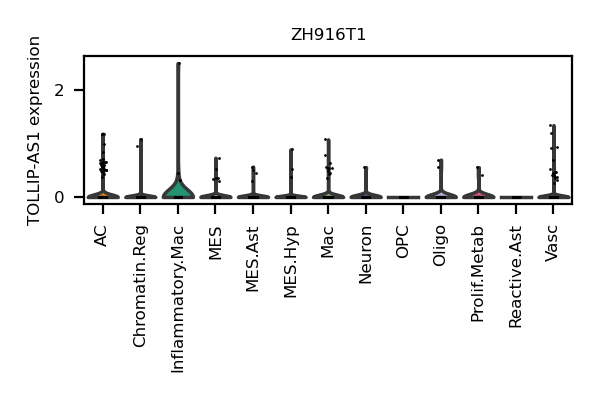 ZH916T1
TOLLIP-AS1 expression
2
0
AC
Chromatin.Reg
Inflammatory.Mac
MES
MES.Ast
MES.Hyp
Mac
Neuron
OPC
Oligo
Prolif.Metab
Reactive.Ast
Vasc